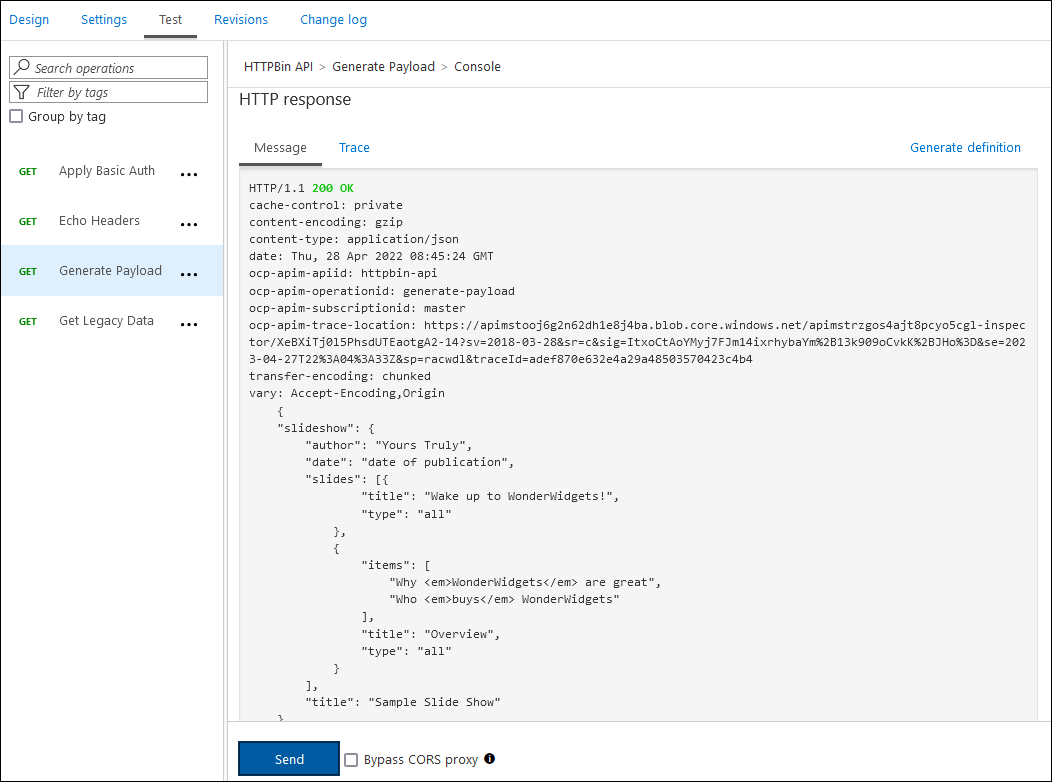 Design Settings Test Revisions Change log
Search operations
Filter by tags
Group by tag
GET Apply Basic Auth ...
GET Echo Headers ...
GET Generate Payload ...
GET Get Legacy Data ...
HTTPBin API > Generate Payload > Console
HTTP response
Message Trace Generate definition
HTTP/1.1 200 OK
cache-control: private
content-encoding: gzip
content-type: application/json
date: Thu, 28 Apr 2022 08:45:24 GMT
ocp-apim-apiid: httpbin-api
ocp-apim-operationid: generate-payload
ocp-apim-subscriptionid: master
ocp-apim-trace-location: https://apimstooj6g2n62dh1e8j4ba.blob.core.windows.net/apimstrzgos4ajt8pcyo5cgl-inspec
tor/XeBXiTj0l5PhsdUTEaotgA2-14?sv=2018-03-28&sr=c&sig=ItxoCtAoYMyj7FJm14ixrhybaYm%2B13k909oCvkK%2BJHo%3D&se=202
3-04-27T22%3A04%3A33Z&sp=racwdl&traceId=adef870e632e4a29a48503570423c4b4
transfer-encoding: chunked
vary: Accept-Encoding,Origin
{
"slideshow": {
"author": "Yours Truly",
"date": "date of publication",
"slides": [{
"title": "Wake up to WonderWidgets!",
"type": "all"
},
{
"items": [
"Why <em>WonderWidgets</em> are great",
"Who <em>buys</em> WonderWidgets"
],
"title": "Overview",
"type": "all"
}
],
"title": "Sample Slide Show"
}
Send Bypass CORS proxy